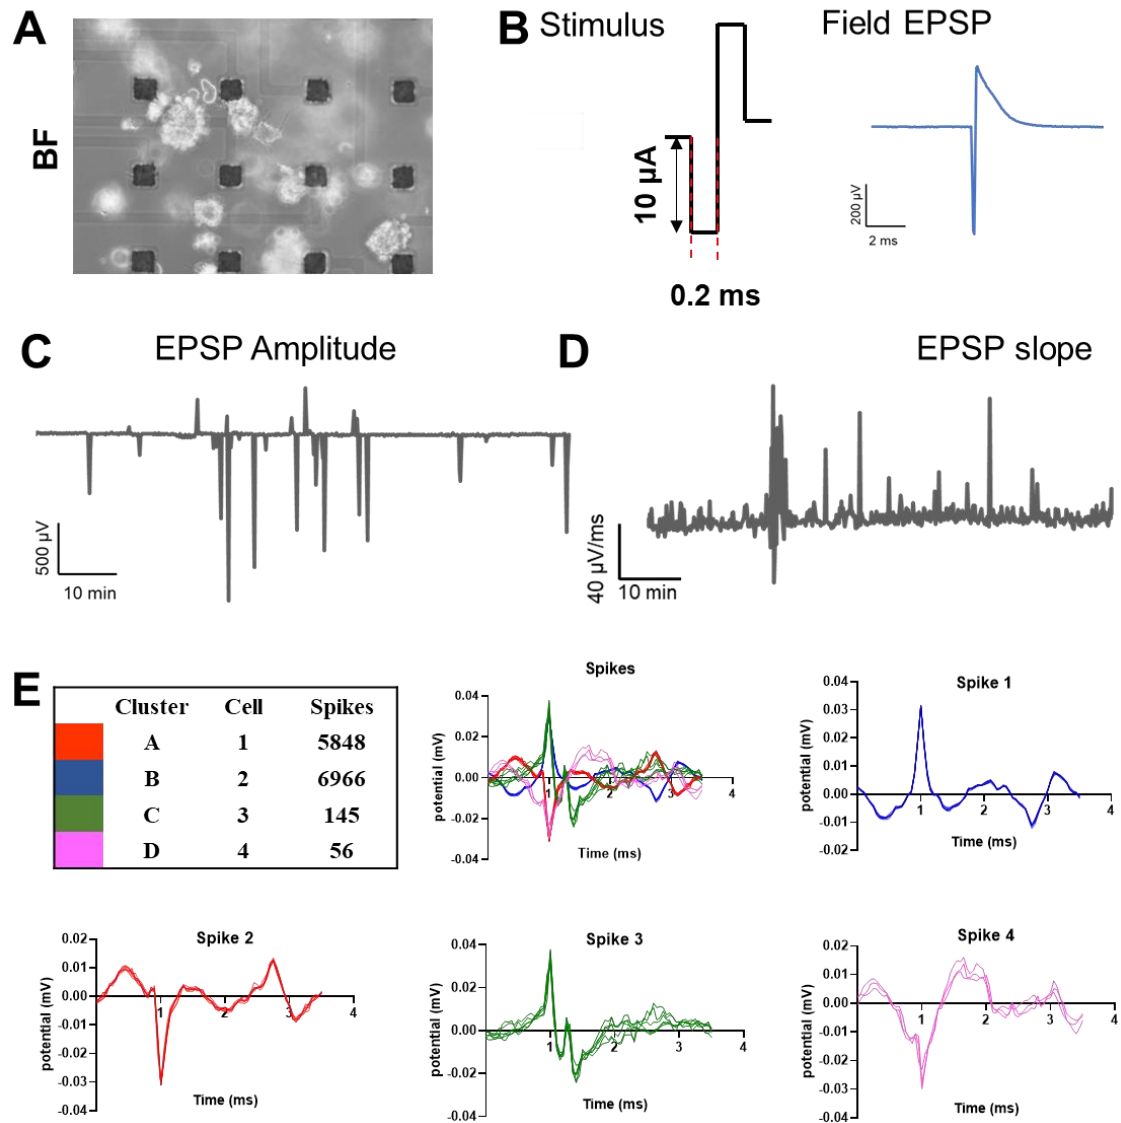 A
BF
B Stimulus
10 µA
0.2 ms
Field EPSP
200 µV
2 ms
C EPSP Amplitude
500 µV
10 min
D EPSP slope
40 µV/ms
10 min
E
Cluster Cell Spikes
A 1 5848
B 2 6966
C 3 145
D 4 56
Spikes
potential (mV)
0.04
0.02
0.00
-0.02
-0.04
1 2 3 4
Time (ms)
Spike 1
potential (mV)
0.04
0.03
0.02
0.01
0.00
-0.01
-0.02
1 2 3 4
Time (ms)
Spike 2
potential (mV)
0.02
0.01
0.00
-0.01
-0.02
-0.03
-0.04
1 2 3 4
Time (ms)
Spike 3
potential (mV)
0.04
0.02
0.00
-0.02
-0.04
1 2 3 4
Time (ms)
Spike 4
potential (mV)
0.02
0.01
0.00
-0.01
-0.02
-0.03
-0.04
1 2 3 4
Time (ms)